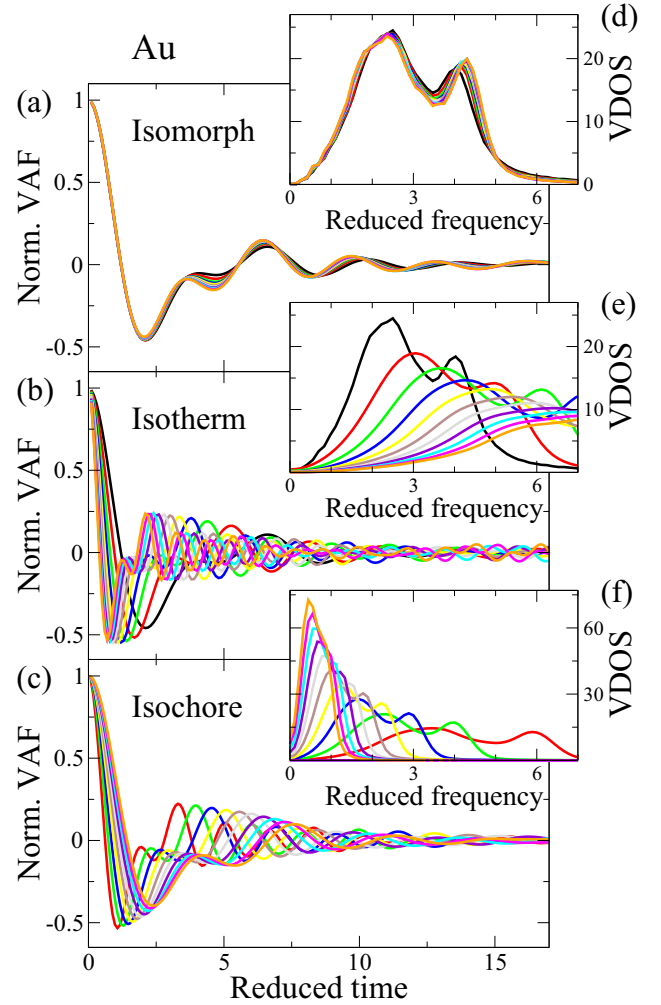 Au
(d)
20
10
0
VDOS
0 3 6
Reduced frequency
(a)
Isomorph
1
0.5
0
-0.5
Norm. VAF
(e)
20
10
VDOS
0 3 6
Reduced frequency
(b)
Isotherm
1
0.5
0
-0.5
Norm. VAF
(f)
60
30
VDOS
0 3 6
Reduced frequency
(c)
Isochore
1
0.5
0
-0.5
Norm. VAF
0 5 10 15
Reduced time